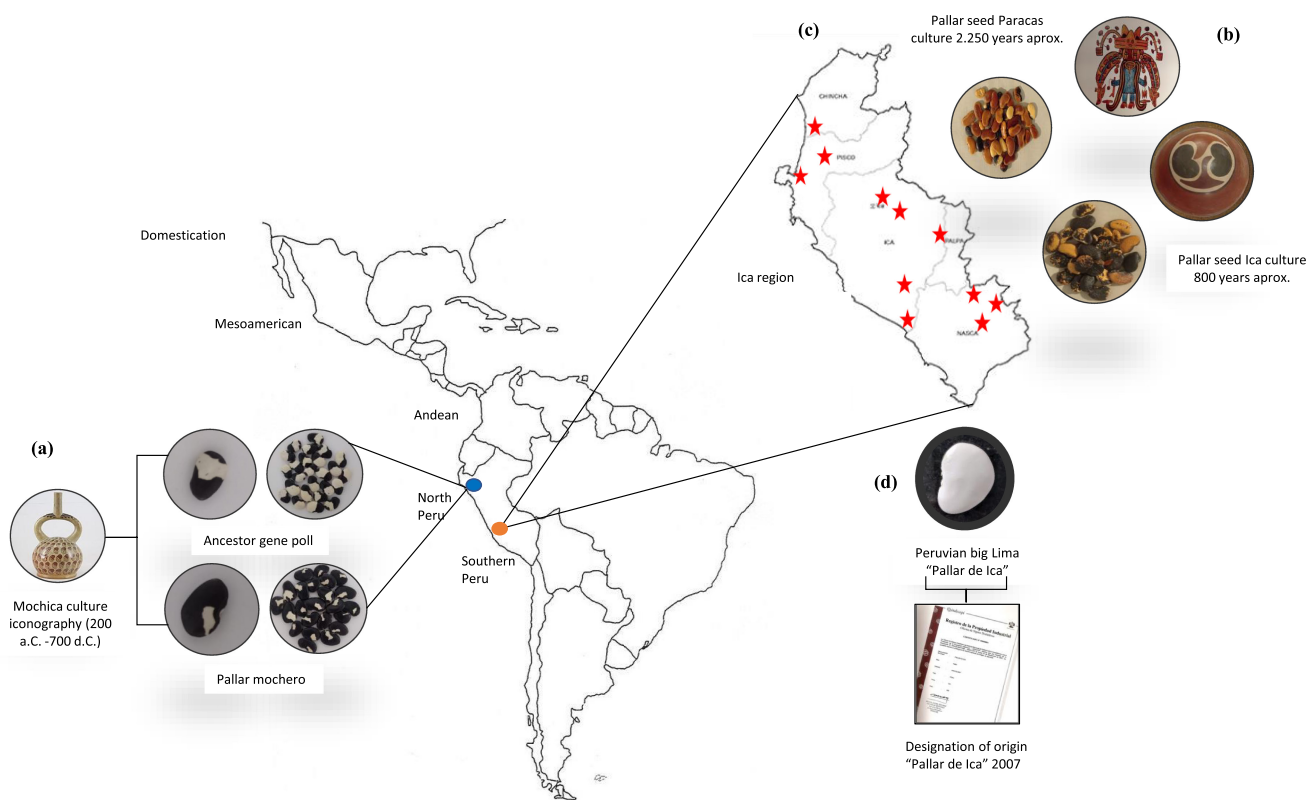 (c)
Pallar seed Paracas
culture 2.250 years aprox.
(b)
CHINCHA
PISCO
ICA
PALPA
NASCA
Ica region
Pallar seed Ica culture
800 years aprox.
Domestication
Mesoamerican
Andean
North
Peru
Southern
Peru
(a)
Ancestor gene poll
Mochica culture
iconography (200
a.C. -700 d.C.)
Pallar mochero
(d)
Peruvian big Lima
“Pallar de Ica”
Registro de la Propiedad Industrial
Designation of origin
“Pallar de Ica” 2007